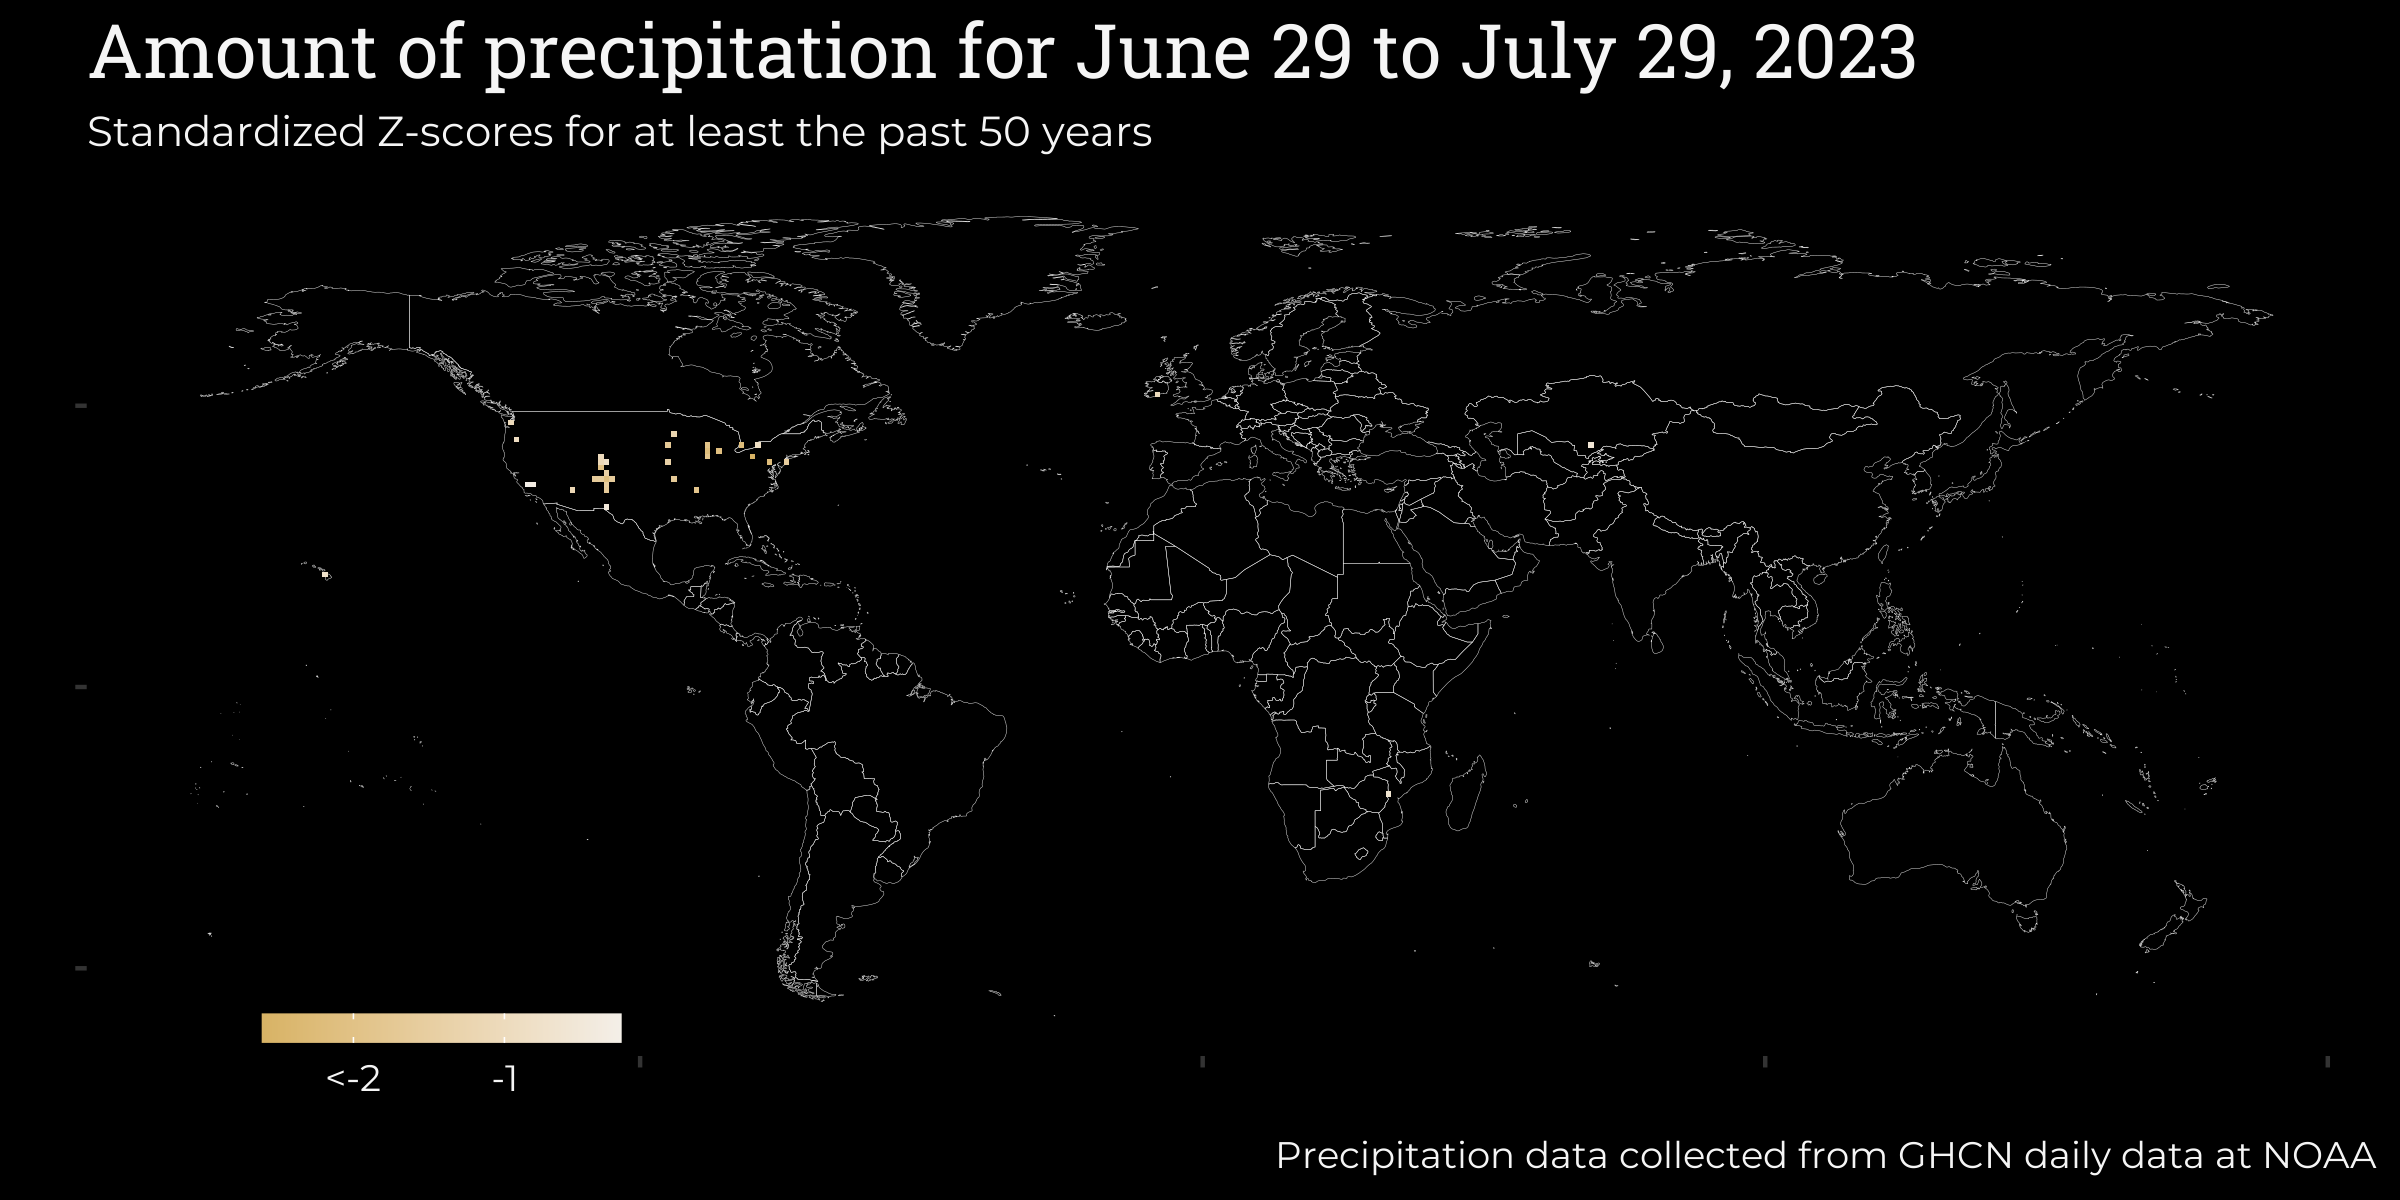 Amount of precipitation for June 29 to July 29, 2023
Standardized Z-scores for at least the past 50 years
<-2 -1
Precipitation data collected from GHCN daily data at NOAA